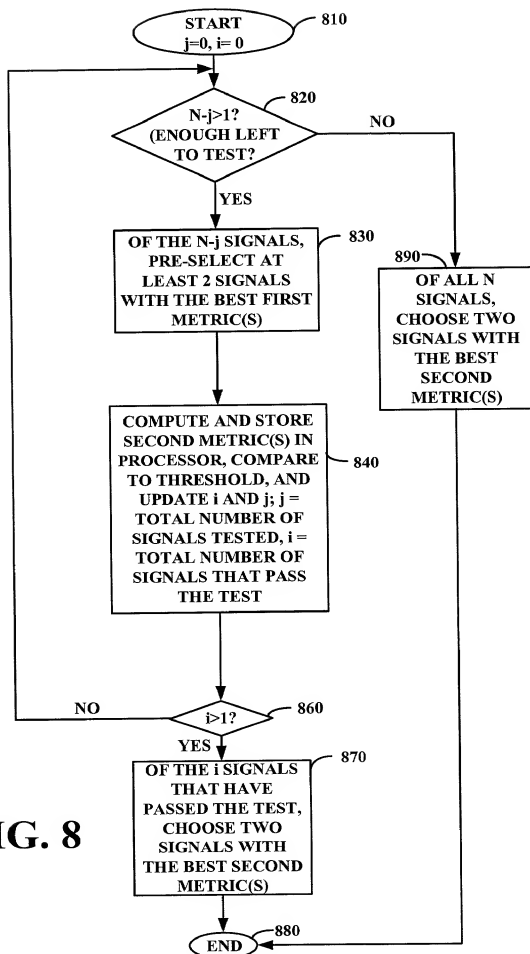 START
j=0, i= 0
810
820
N-j>1?
(ENOUGH LEFT
TO TEST?
NO
YES
830
OF THE N-j SIGNALS,
PRE-SELECT AT
LEAST 2 SIGNALS
WITH THE BEST FIRST
METRIC(S)
890
OF ALL N
SIGNALS,
CHOOSE TWO
SIGNALS WITH
THE BEST
SECOND
METRIC(S)
COMPUTE AND STORE
SECOND METRIC(S) IN
PROCESSOR, COMPARE
TO THRESHOLD, AND
UPDATE i AND j; j =
TOTAL NUMBER OF
SIGNALS TESTED, i =
TOTAL NUMBER OF
SIGNALS THAT PASS
THE TEST
840
NO
i>1?
860
YES
870
OF THE i SIGNALS
THAT HAVE
PASSED THE TEST,
CHOOSE TWO
SIGNALS WITH
THE BEST SECOND
METRIC(S)
IG. 8
880
END